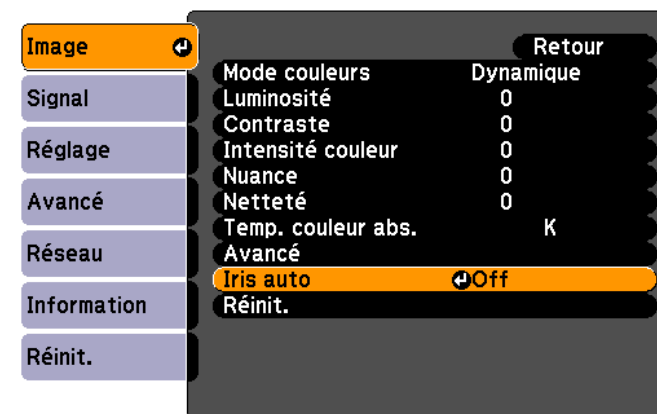 Image
Signal
Réglage
Avancé
Réseau
Information
Réinit.
Retour
Mode couleurs Dynamique
Luminosité 0
Contraste 0
Intensité couleur 0
Nuance 0
Netteté 0
Temp. couleur abs. K
Avancé
Iris auto Off
Réinit.